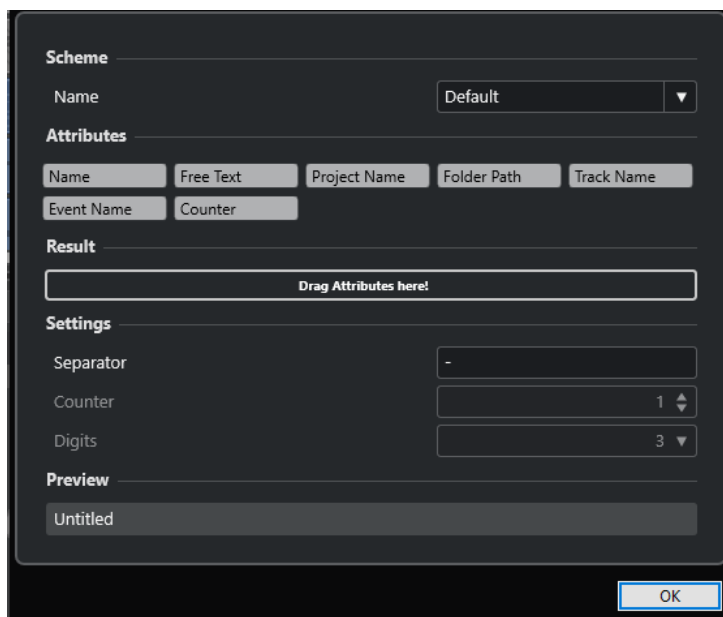 Scheme
Name Default
Attributes
Name Free Text Project Name Folder Path Track Name
Event Name Counter
Result
Drag Attributes here!
Settings
Separator -
Counter 1
Digits 3
Preview
Untitled
OK